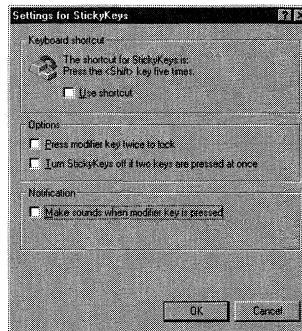 Settings for StickyKeys
Keyboard shortcut
The shortcut for StickyKeys is:
Press the <Shift> key five times.
Use shortcut
Options
Press modifier key twice to lock
Turn StickyKeys off if two keys are pressed at once
Notification
Make sounds when modifier key is pressed
OK
Cancel